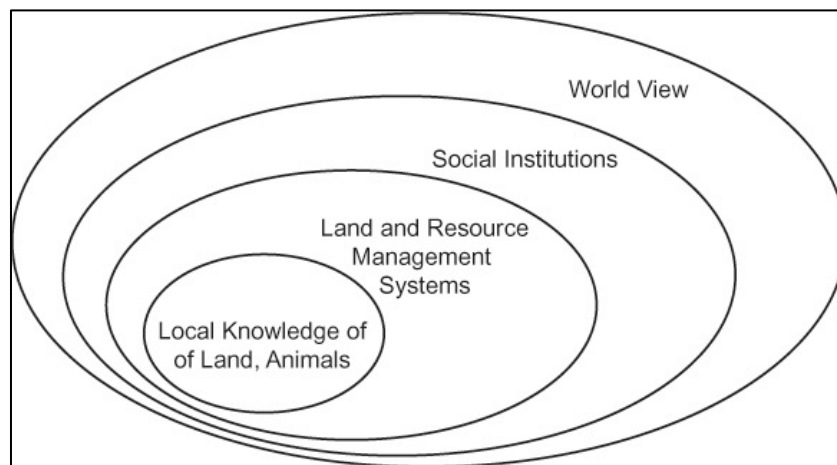 World View
Social Institutions
Land and Resource
Management
Systems
Local Knowledge of
of Land, Animals